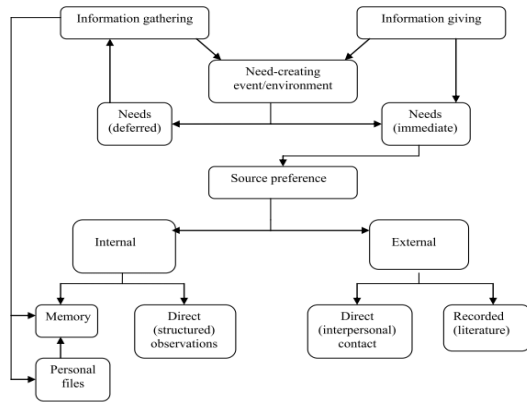 Information gathering
Information giving
Need-creating
event/environment
Needs
(deferred)
Needs
(immediate)
Source preference
Internal
External
Memory
Direct
(structured)
observations
Direct
(interpersonal)
contact
Recorded
(literature)
Personal
files